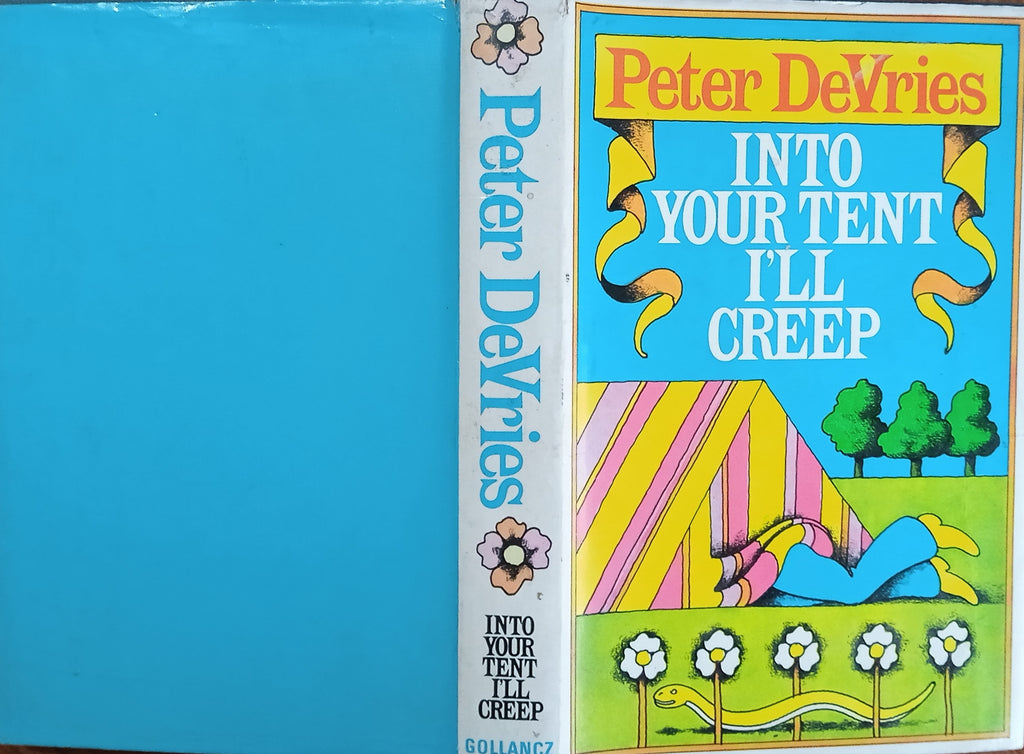 Peter DeVries
INTO
YOUR
TENT
I'LL
CREEP
GOLLANCZ
Peter DeVries
INTO
YOUR TENT
I'LL
CREEP